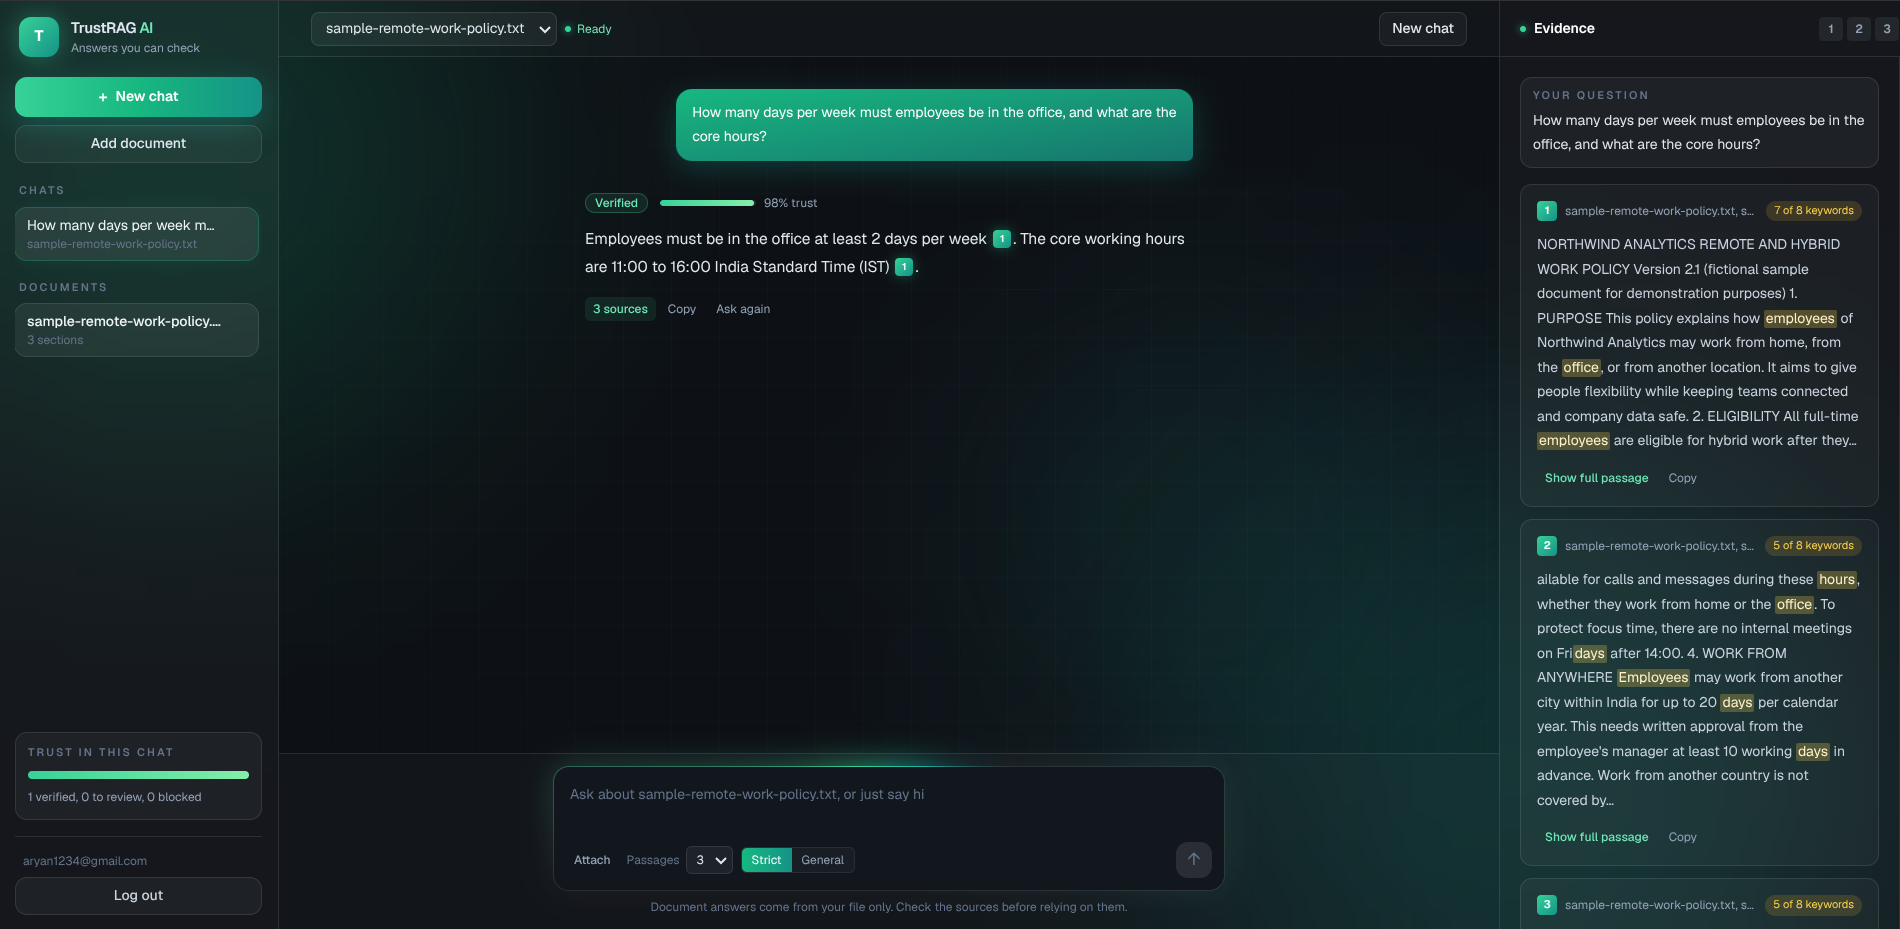 T
TrustRAG AI
Answers you can check
+ New chat
Add document
CHATS
How many days per week m...
sample-remote-work-policy.txt
DOCUMENTS
sample-remote-work-policy....
3 sections
TRUST IN THIS CHAT
1 verified, 0 to review, 0 blocked
aryan1234@gmail.com
Log out
sample-remote-work-policy.txt
Ready
New chat
How many days per week must employees be in the office, and what are the
core hours?
Verified
98% trust
Employees must be in the office at least 2 days per week 1. The core working hours
are 11:00 to 16:00 India Standard Time (IST) 1.
3 sources Copy Ask again
Ask about sample-remote-work-policy.txt, or just say hi
Attach Passages 3 Strict General
Document answers come from your file only. Check the sources before relying on them.
Evidence
1 2 3
YOUR QUESTION
How many days per week must employees be in the
office, and what are the core hours?
1 sample-remote-work-policy.txt, s... 7 of 8 keywords
NORTHWIND ANALYTICS REMOTE AND HYBRID
WORK POLICY Version 2.1 (fictional sample
document for demonstration purposes) 1.
PURPOSE This policy explains how employees of
Northwind Analytics may work from home, from
the office, or from another location. It aims to give
people flexibility while keeping teams connected
and company data safe. 2. ELIGIBILITY All full-time
employees are eligible for hybrid work after they...
Show full passage Copy
2 sample-remote-work-policy.txt, s... 5 of 8 keywords
ailable for calls and messages during these hours,
whether they work from home or the office. To
protect focus time, there are no internal meetings
on Fridays after 14:00. 4. WORK FROM
ANYWHERE Employees may work from another
city within India for up to 20 days per calendar
year. This needs written approval from the
employee's manager at least 10 working days in
advance. Work from another country is not
covered by...
Show full passage Copy
3 sample-remote-work-policy.txt, s... 5 of 8 keywords